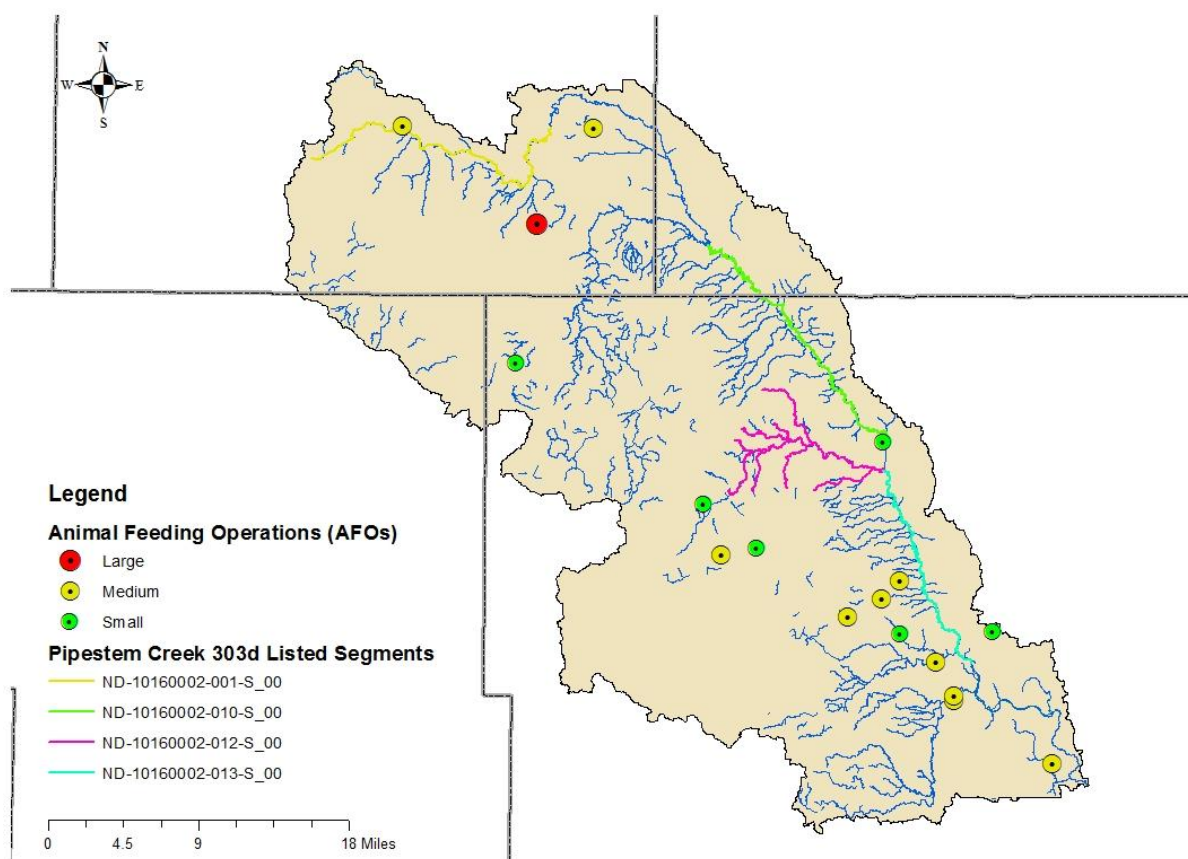 N
W E
S
Legend
Animal Feeding Operations (AFOs)
Large
Medium
Small
Pipestem Creek 303d Listed Segments
ND-10160002-001-S_00
ND-10160002-010-S_00
ND-10160002-012-S_00
ND-10160002-013-S_00
0 4.5 9 18 Miles